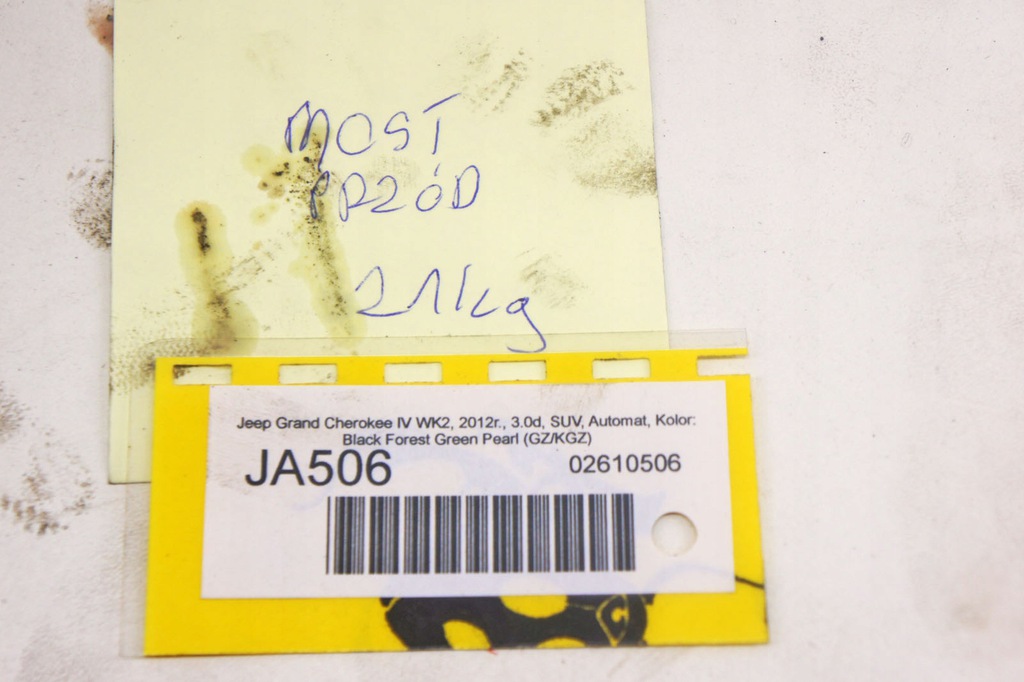 MOST
PRZÓD
21kg
Jeep Grand Cherokee IV WK2, 2012r., 3.0d, SUV, Automat, Kolor:
Black Forest Green Pearl (GZ/KGZ)
JA506 02610506